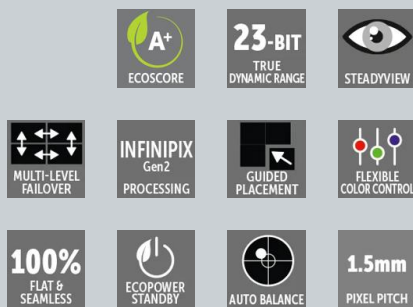 A+
ECOSCORE
23-BIT
TRUE
DYNAMIC RANGE
STEADYVIEW
MULTI-LEVEL
FAILOVER
INFINIPIX
Gen2
PROCESSING
GUIDED
PLACEMENT
FLEXIBLE
COLOR CONTROL
100%
FLAT &
SEAMLESS
ECOPOWER
STANDBY
AUTO BALANCE
1.5mm
PIXEL PITCH